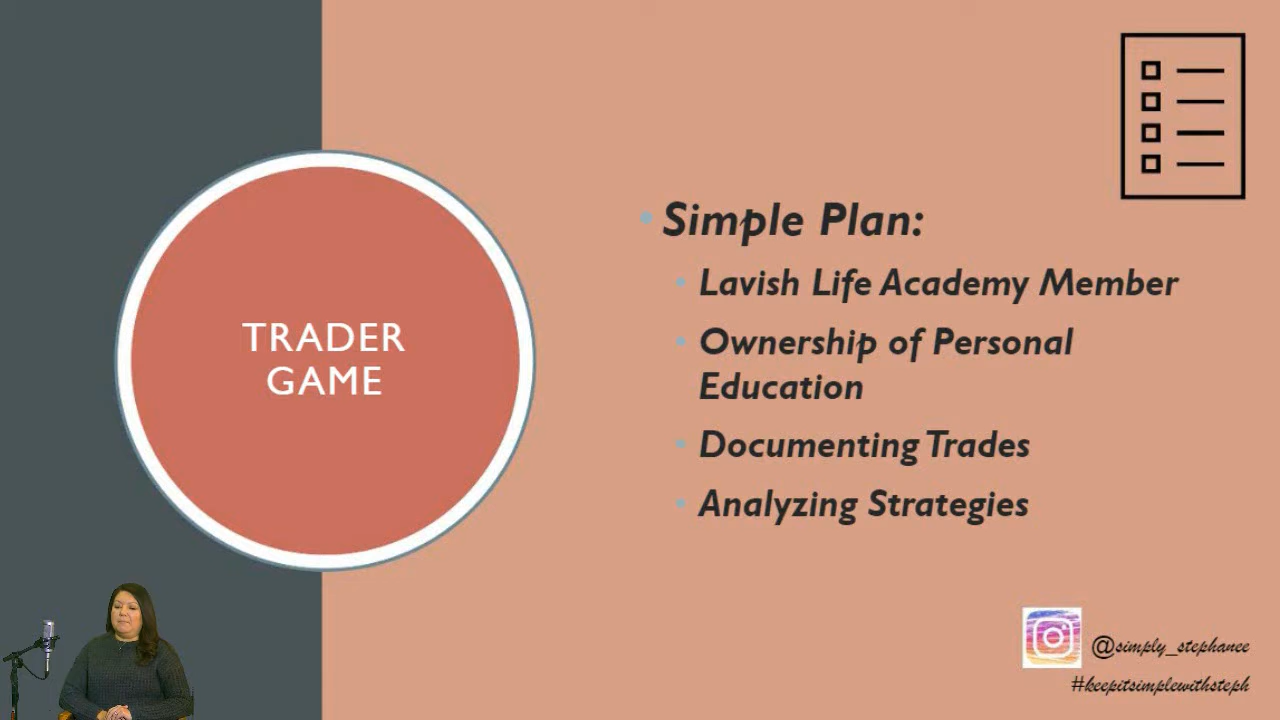 TRADER
GAME
Simple Plan:
Lavish Life Academy Member
Ownership of Personal
Education
Documenting Trades
Analyzing Strategies
@simply_stephanee
#keepitsimplewithsteph